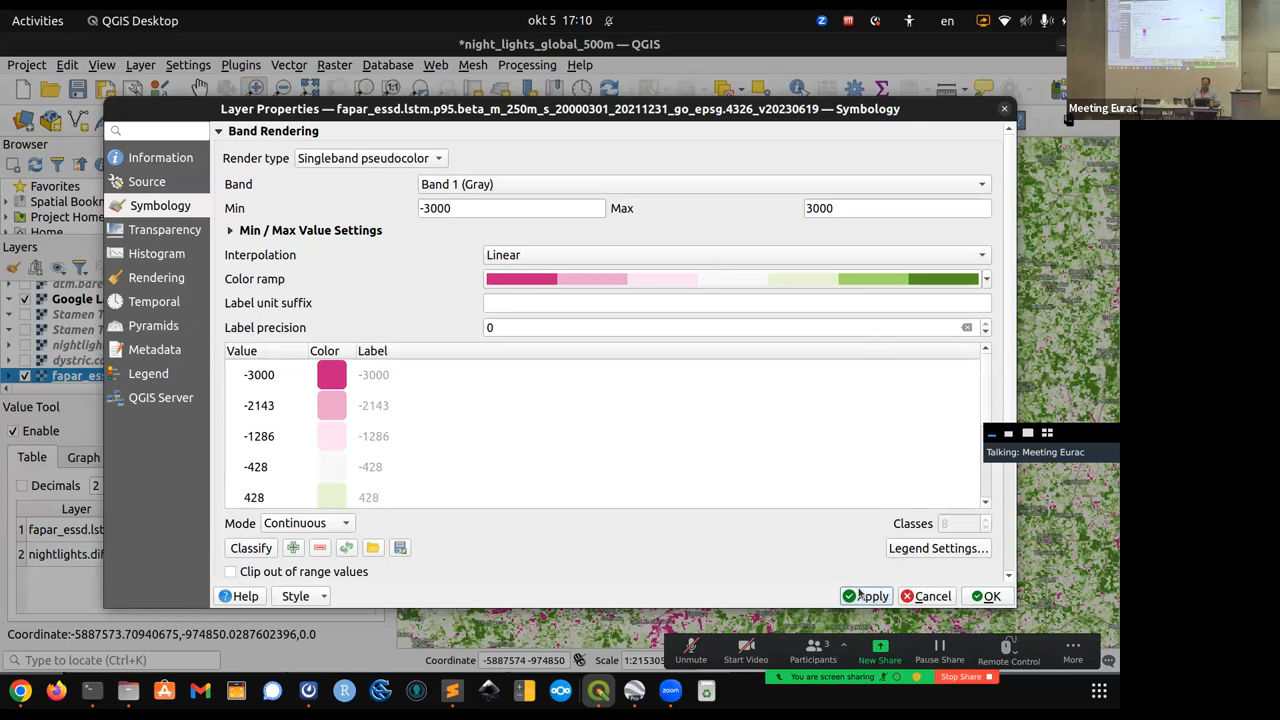 Activities
QGIS Desktop
okt 5 17:10
en
*night_lights_global_500m — QGIS
Project Edit View Layer Settings Plugins Vector Raster Database Web Mesh Processing Help
Meeting Eurac
Layer Properties — fapar_essd.lstm.p95.beta_m_250m_s_20000301_20211231_go_epsg.4326_v20230619 — Symbology
Information
Source
Symbology
Transparency
Histogram
Rendering
Temporal
Pyramids
Metadata
Legend
QGIS Server
Band Rendering
Render type Singleband pseudocolor
Band Band 1 (Gray)
Min -3000 Max 3000
Min / Max Value Settings
Interpolation Linear
Color ramp
Label unit suffix
Label precision 0
Value Color Label
-3000 -3000
-2143 -2143
-1286 -1286
-428 -428
428 428
Mode Continuous Classes 8
Classify Legend Settings...
Clip out of range values
Help Style Apply Cancel OK
Browser
Favorites
Spatial Bookm
Project Home
Home
Layers
Google L
Stamen T
Stamen T
nightligh
dystric.co
fapar_ess
Value Tool
Enable
Table Graph
Decimals 2
Layer
1 fapar_essd.lst
2 nightlights.dif
Coordinate:-5887573.70940675,-974850.0287602396,0.0
Type to locate (Ctrl+K)
Coordinate -5887574 -974850 Scale 1:215305
Talking: Meeting Eurac
Unmute Start Video Participants 3 New Share Pause Share Remote Control More
You are screen sharing Stop Share
zoom